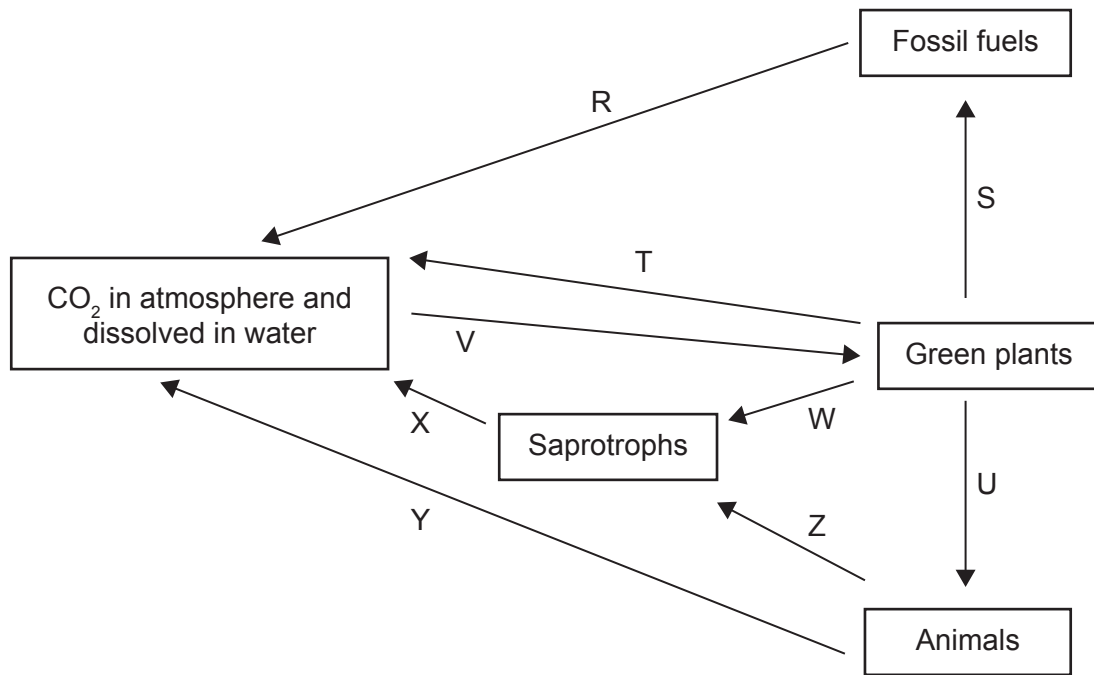 Fossil fuels
R
S
T
CO₂ in atmosphere and
dissolved in water
V
Green plants
W
X
Saprotrophs
U
Y
Z
Animals